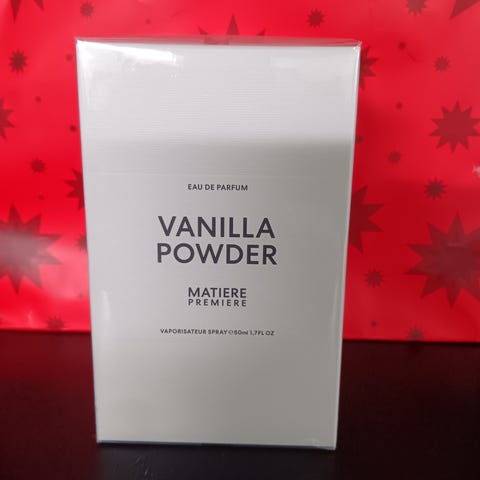 EAU DE PARFUM
VANILLA
POWDER
MATIERE
PREMIERE
VAPORISATEUR SPRAY ℮ 50ml 1,7FL OZ